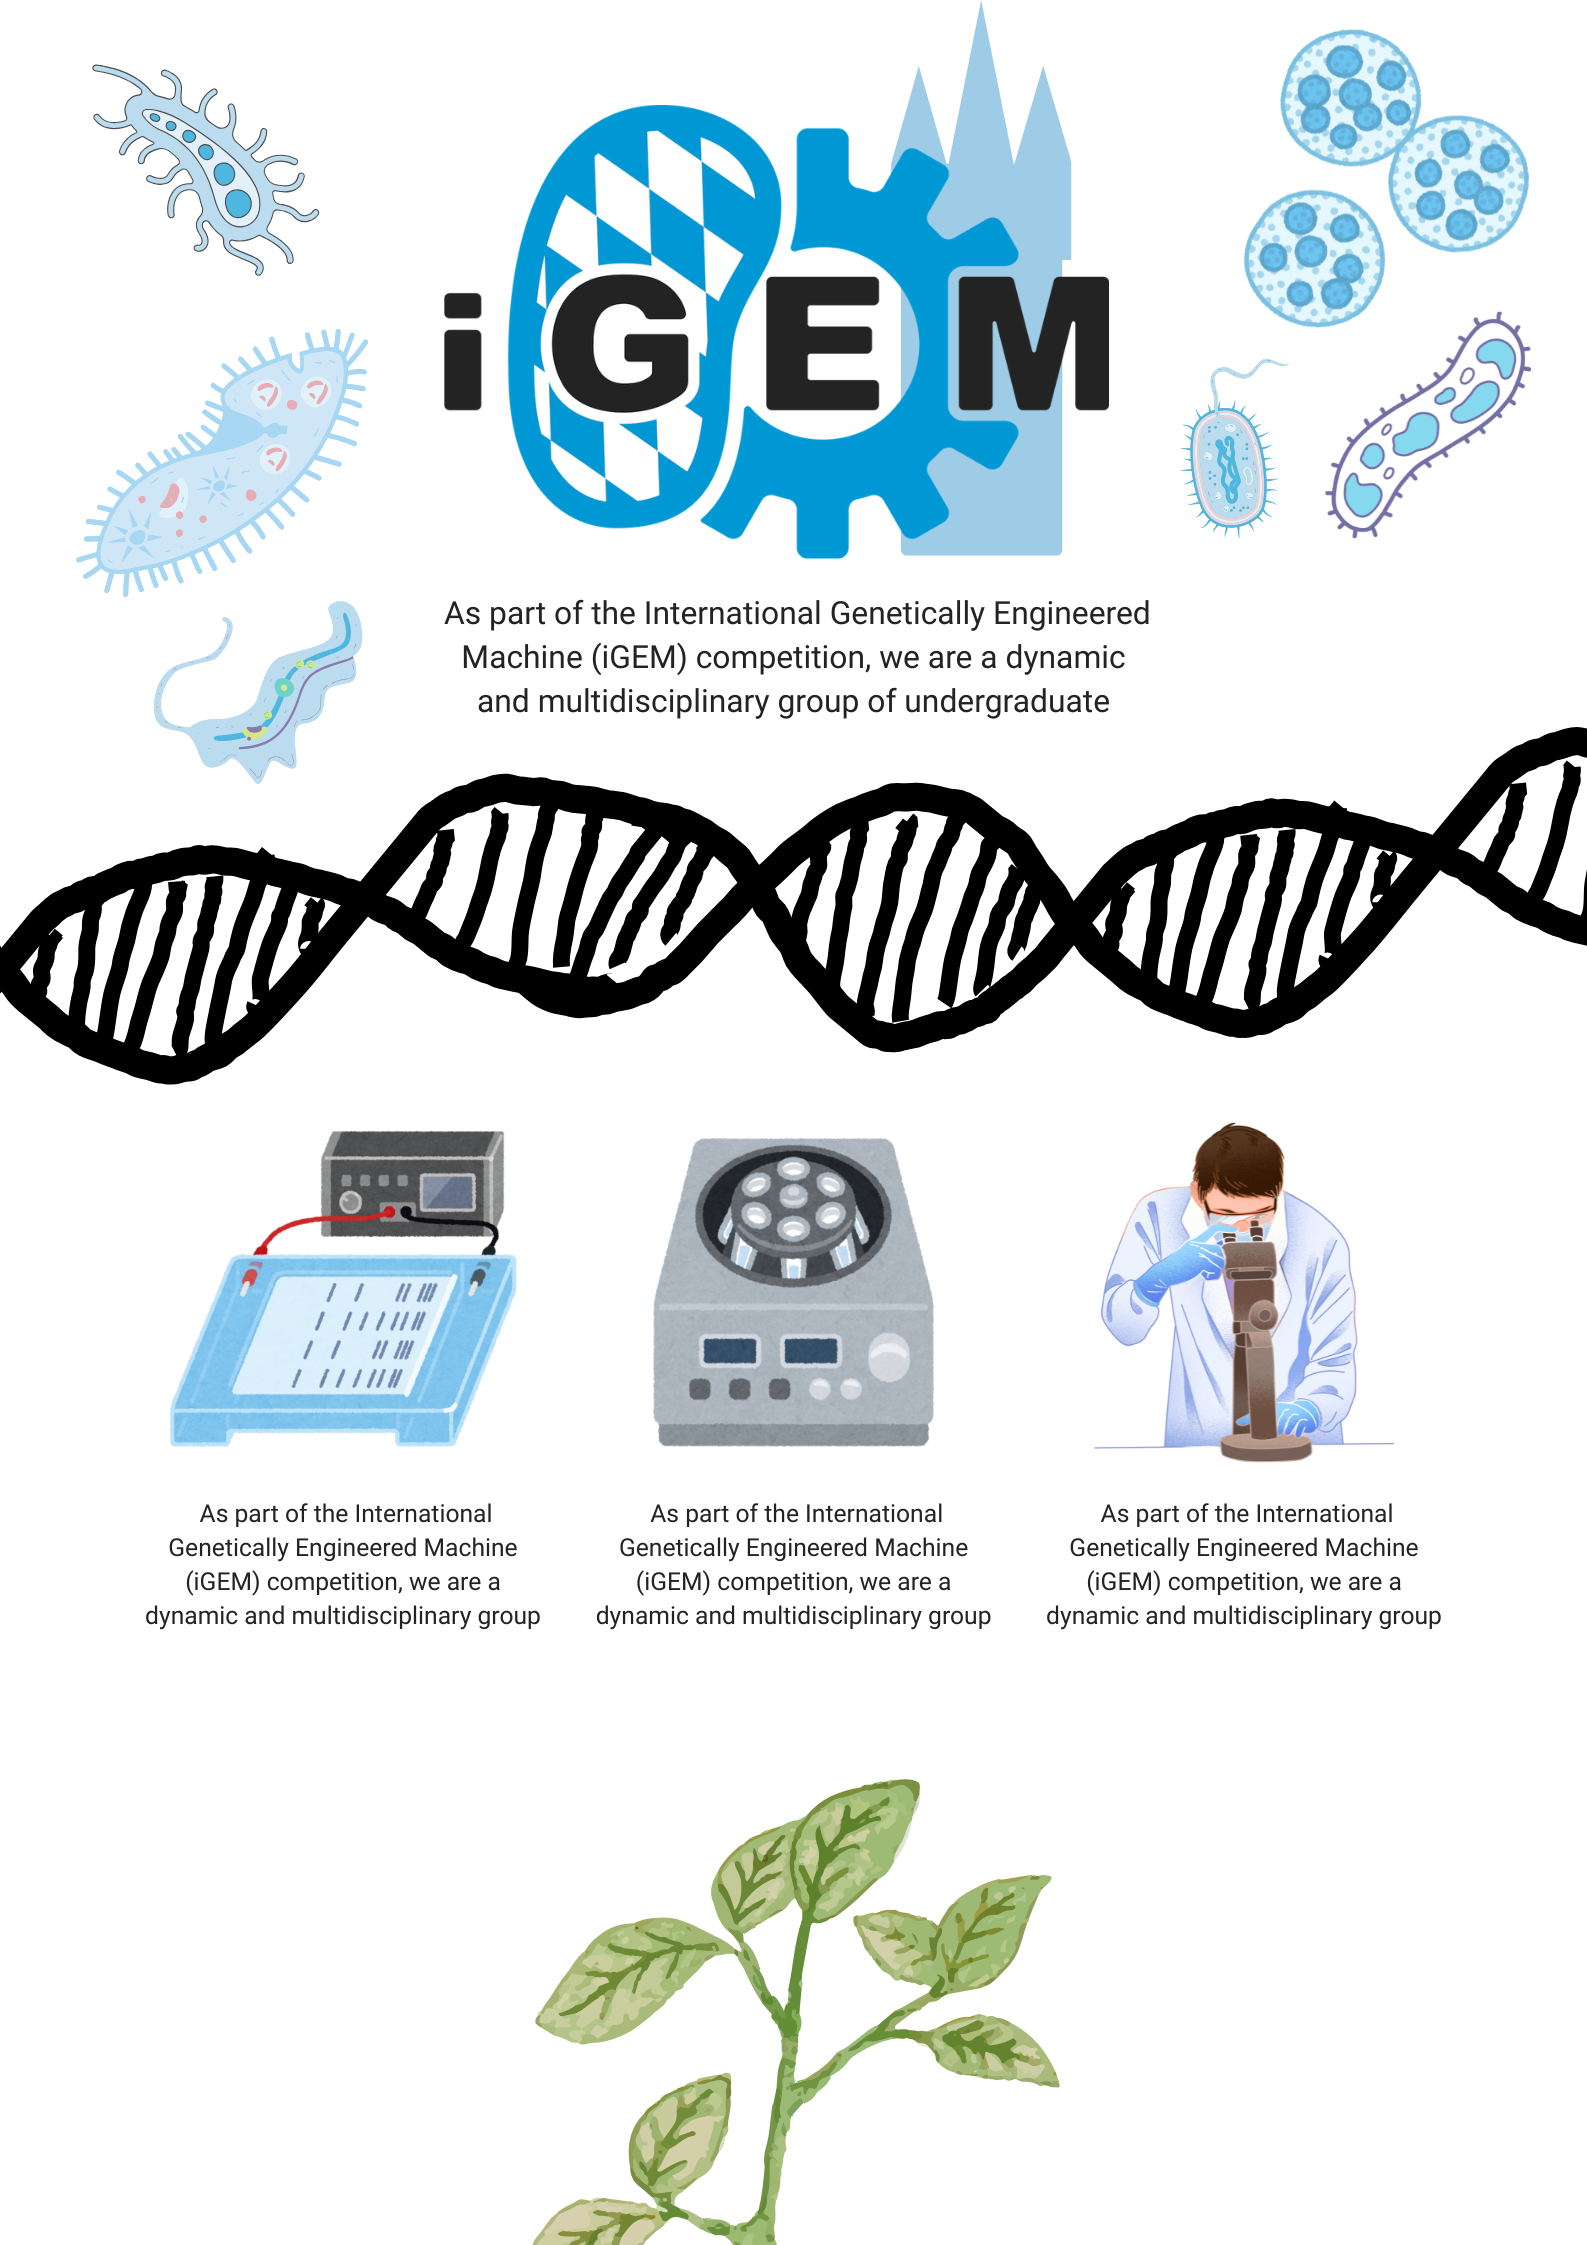 iGEM
As part of the International Genetically Engineered
Machine (iGEM) competition, we are a dynamic
and multidisciplinary group of undergraduate
As part of the International
Genetically Engineered Machine
(iGEM) competition, we are a
dynamic and multidisciplinary group
As part of the International
Genetically Engineered Machine
(iGEM) competition, we are a
dynamic and multidisciplinary group
As part of the International
Genetically Engineered Machine
(iGEM) competition, we are a
dynamic and multidisciplinary group